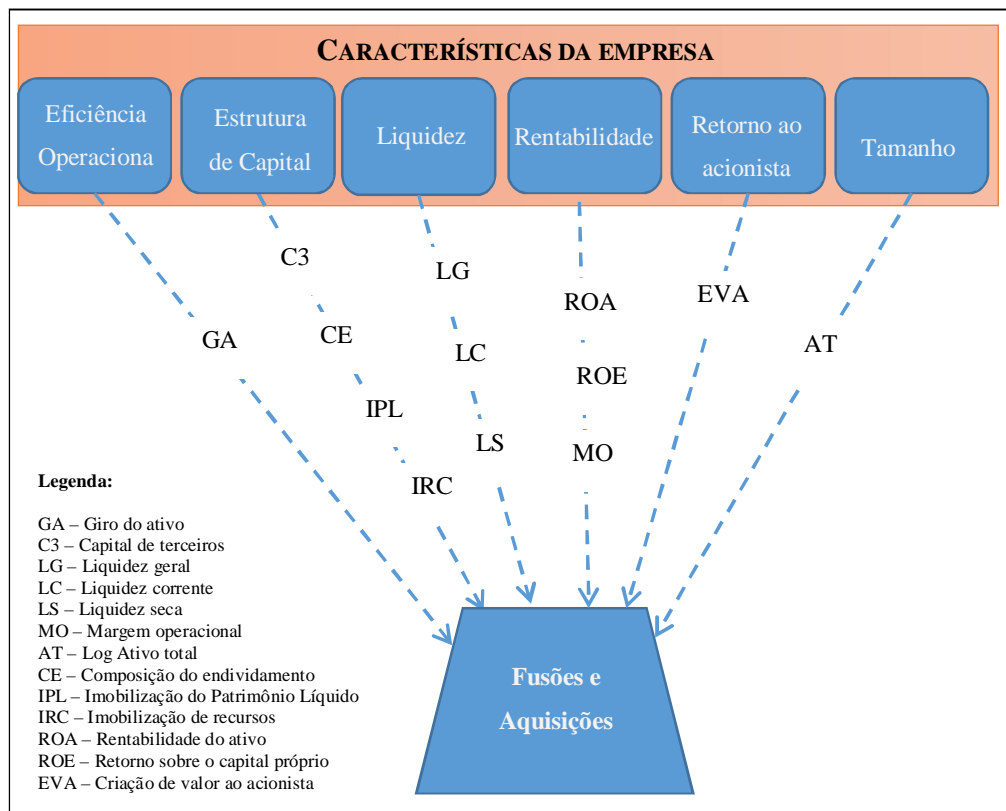 CARACTERÍSTICAS DA EMPRESA
Eficiência
Operaciona
Estrutura
de Capital
Liquidez
Rentabilidade
Retorno ao
acionista
Tamanho
C3
CE
IPL
IRC
GA
LG
LC
LS
ROA
ROE
MO
EVA
AT
Legenda:
GA – Giro do ativo
C3 – Capital de terceiros
LG – Liquidez geral
LC – Liquidez corrente
LS – Liquidez seca
MO – Margem operacional
AT – Log Ativo total
CE – Composição do endividamento
IPL – Imobilização do Patrimônio Líquido
IRC – Imobilização de recursos
ROA – Rentabilidade do ativo
ROE – Retorno sobre o capital próprio
EVA – Criação de valor ao acionista
Fusões e
Aquisições